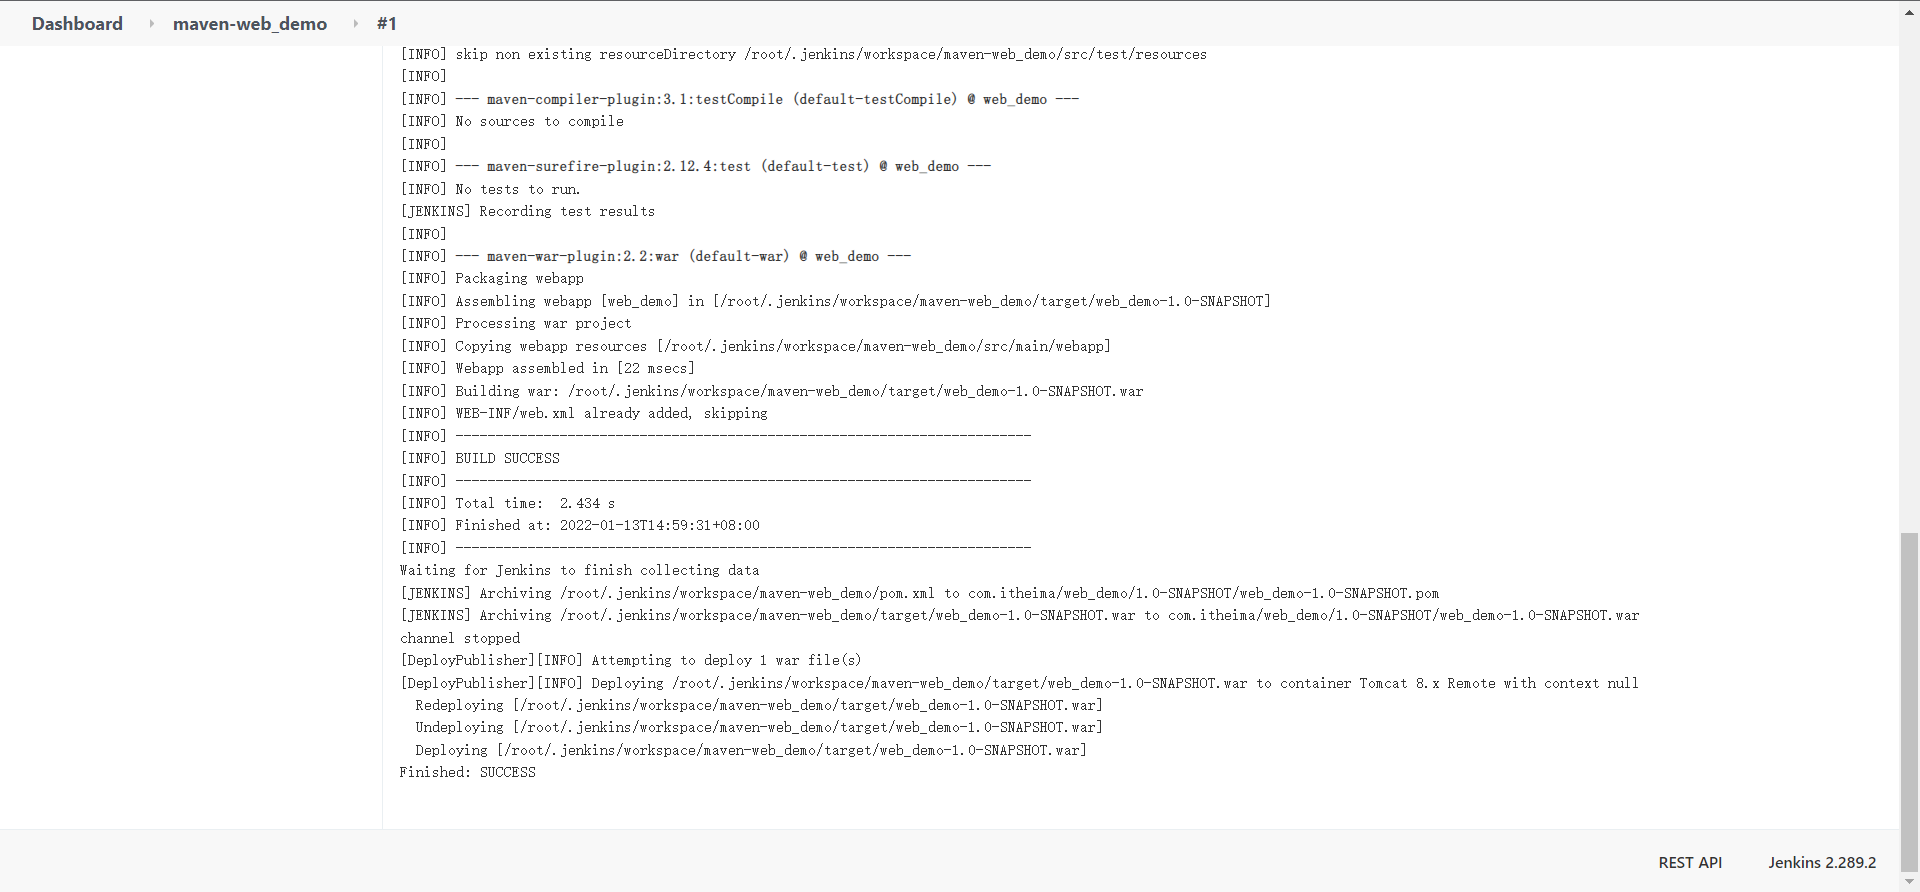 Dashboard maven-web_demo #1
[INFO] skip non existing resourceDirectory /root/.jenkins/workspace/maven-web_demo/src/test/resources
[INFO]
[INFO] --- maven-compiler-plugin:3.1:testCompile (default-testCompile) @ web_demo ---
[INFO] No sources to compile
[INFO]
[INFO] --- maven-surefire-plugin:2.12.4:test (default-test) @ web_demo ---
[INFO] No tests to run.
[JENKINS] Recording test results
[INFO]
[INFO] --- maven-war-plugin:2.2:war (default-war) @ web_demo ---
[INFO] Packaging webapp
[INFO] Assembling webapp [web_demo] in [/root/.jenkins/workspace/maven-web_demo/target/web_demo-1.0-SNAPSHOT]
[INFO] Processing war project
[INFO] Copying webapp resources [/root/.jenkins/workspace/maven-web_demo/src/main/webapp]
[INFO] Webapp assembled in [22 msecs]
[INFO] Building war: /root/.jenkins/workspace/maven-web_demo/target/web_demo-1.0-SNAPSHOT.war
[INFO] WEB-INF/web.xml already added, skipping
[INFO] ------------------------------------------------------------------------
[INFO] BUILD SUCCESS
[INFO] ------------------------------------------------------------------------
[INFO] Total time:  2.434 s
[INFO] Finished at: 2022-01-13T14:59:31+08:00
[INFO] ------------------------------------------------------------------------
Waiting for Jenkins to finish collecting data
[JENKINS] Archiving /root/.jenkins/workspace/maven-web_demo/pom.xml to com.itheima/web_demo/1.0-SNAPSHOT/web_demo-1.0-SNAPSHOT.pom
[JENKINS] Archiving /root/.jenkins/workspace/maven-web_demo/target/web_demo-1.0-SNAPSHOT.war to com.itheima/web_demo/1.0-SNAPSHOT/web_demo-1.0-SNAPSHOT.war
channel stopped
[DeployPublisher][INFO] Attempting to deploy 1 war file(s)
[DeployPublisher][INFO] Deploying /root/.jenkins/workspace/maven-web_demo/target/web_demo-1.0-SNAPSHOT.war to container Tomcat 8.x Remote with context null
  Redeploying [/root/.jenkins/workspace/maven-web_demo/target/web_demo-1.0-SNAPSHOT.war]
  Undeploying [/root/.jenkins/workspace/maven-web_demo/target/web_demo-1.0-SNAPSHOT.war]
  Deploying [/root/.jenkins/workspace/maven-web_demo/target/web_demo-1.0-SNAPSHOT.war]
Finished: SUCCESS
REST API Jenkins 2.289.2